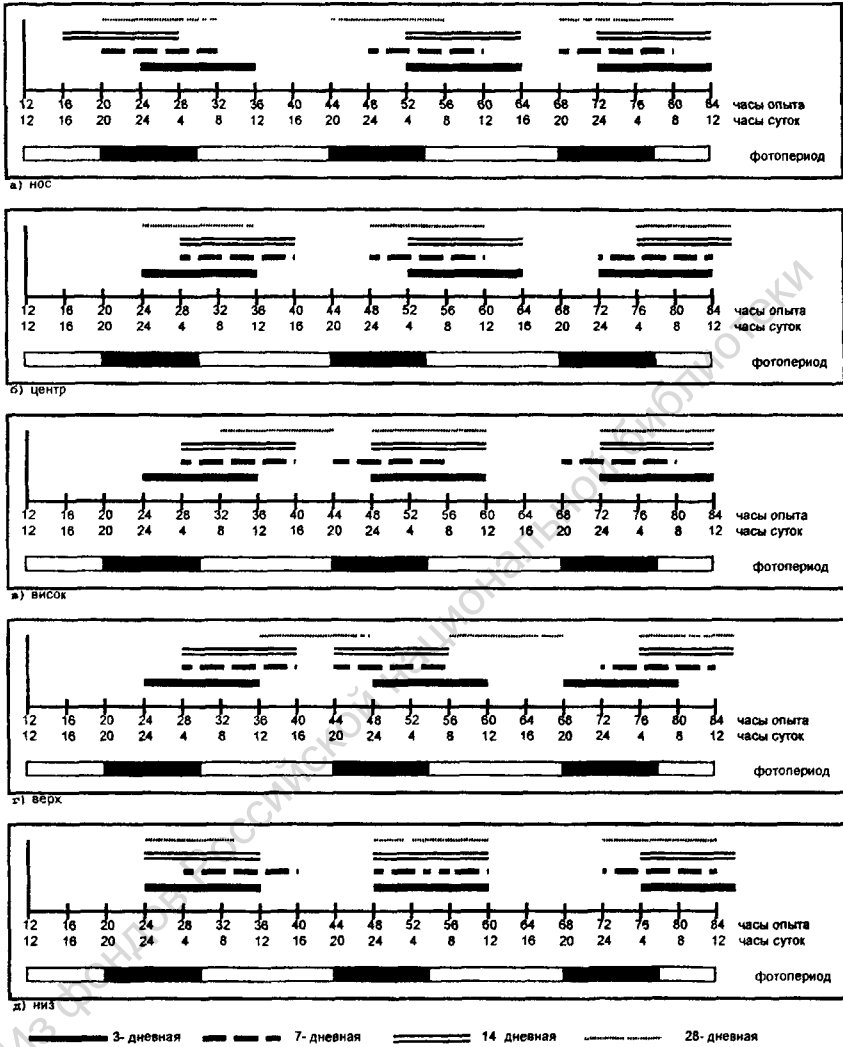 12 16 20 24 28 32 36 40 44 48 52 56 60 64 68 72 76 80 84 часы опыта
12 16 20 24 4 8 12 16 20 24 4 8 12 16 20 24 4 8 12 часы суток
фотопериод
а) нос
12 16 20 24 28 32 36 40 44 48 52 56 60 64 68 72 76 80 84 часы опыта
12 16 20 24 4 8 12 16 20 24 4 8 12 16 20 24 4 8 12 часы суток
фотопериод
б) центр
12 16 20 24 28 32 36 40 44 48 52 56 60 64 68 72 76 80 84 часы опыта
12 16 20 24 4 8 12 16 20 24 4 8 12 16 20 24 4 8 12 часы суток
фотопериод
в) висок
12 16 20 24 28 32 36 40 44 48 52 56 60 64 68 72 76 80 84 часы опыта
12 16 20 24 4 8 12 16 20 24 4 8 12 16 20 24 4 8 12 часы суток
фотопериод
г) верх
12 16 20 24 28 32 36 40 44 48 52 56 60 64 68 72 76 80 84 часы опыта
12 16 20 24 4 8 12 16 20 24 4 8 12 16 20 24 4 8 12 часы суток
фотопериод
д) низ
3- дневная 7- дневная 14 дневная 28- дневная
Из фондов Российской национальной библиотеки